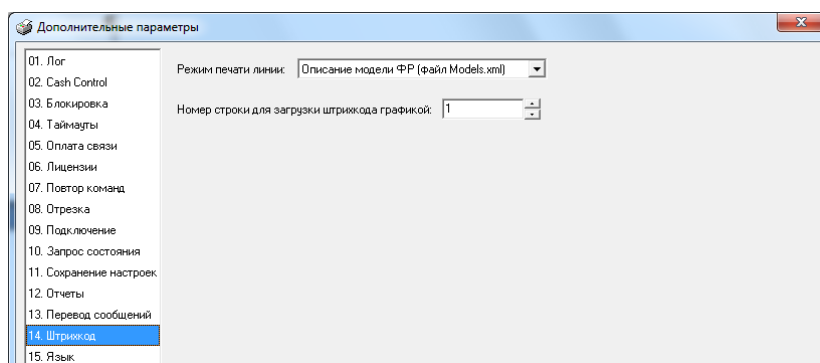 Дополнительные параметры
01. Лог
02. Cash Control
03. Блокировка
04. Таймауты
05. Оплата связи
06. Лицензии
07. Повтор команд
08. Отрезка
09. Подключение
10. Запрос состояния
11. Сохранение настроек
12. Отчеты
13. Перевод сообщений
14. Штрихкод
15. Язык
Режим печати линии: Описание модели ФР (файл Models.xml)
Номер строки для загрузки штрихкода графикой: 1